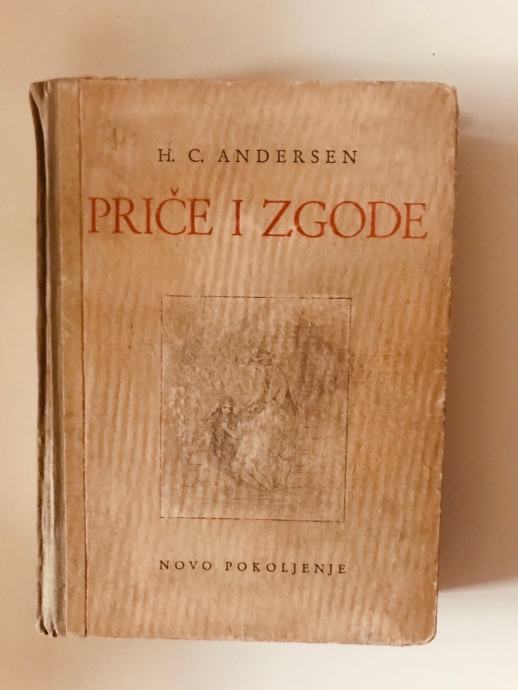 H. C. ANDERSEN
PRIČE I ZGODE
NOVO POKOLJENJE